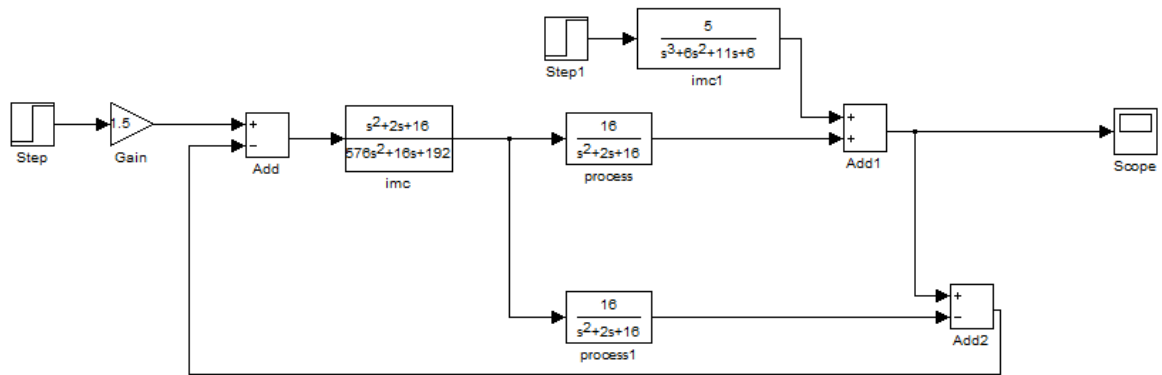 5
s³+6s²+11s+6
Step1
imc1
1.5
Step
Gain
+
−
Add
s²+2s+16
576s²+16s+192
imc
16
s²+2s+16
process
+
+
Add1
Scope
16
s²+2s+16
process1
+
−
Add2